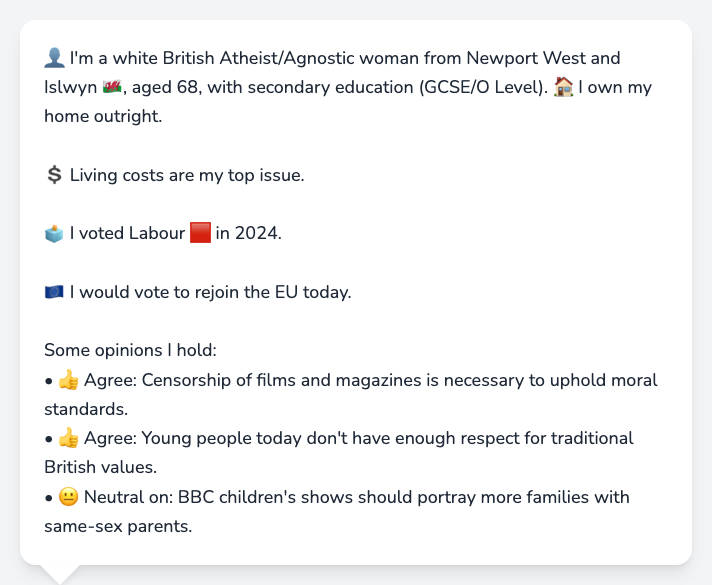 👤 I'm a white British Atheist/Agnostic woman from Newport West and
Islwyn 🏴󠁧󠁢󠁷󠁬󠁳󠁿, aged 68, with secondary education (GCSE/O Level). 🏠 I own my
home outright.
💲 Living costs are my top issue.
🗳️ I voted Labour 🟥 in 2024.
🇪🇺 I would vote to rejoin the EU today.
Some opinions I hold:
• 👍 Agree: Censorship of films and magazines is necessary to uphold moral
standards.
• 👍 Agree: Young people today don't have enough respect for traditional
British values.
• 😐 Neutral on: BBC children's shows should portray more families with
same-sex parents.